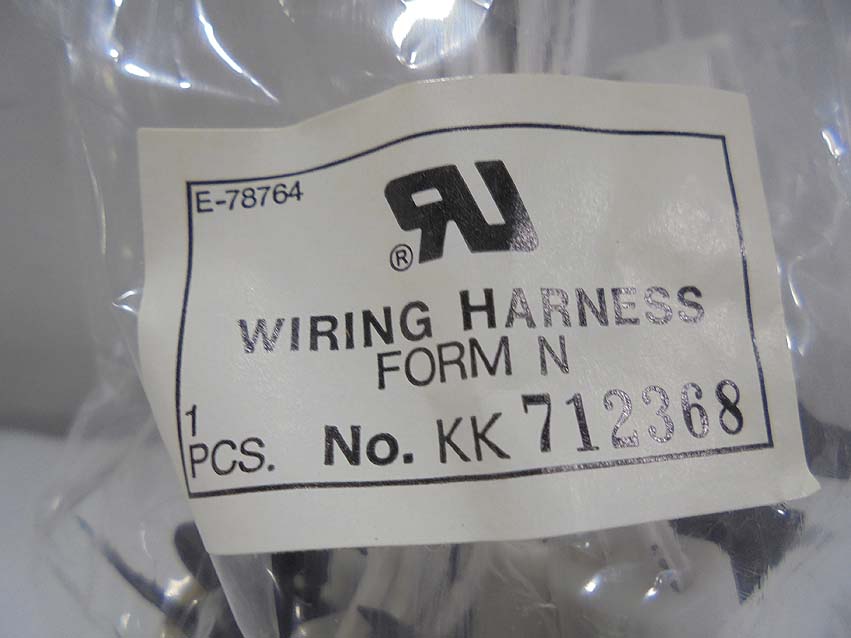 E-78764
RU
®
WIRING HARNESS
FORM N
1
PCS. No. KK 712368